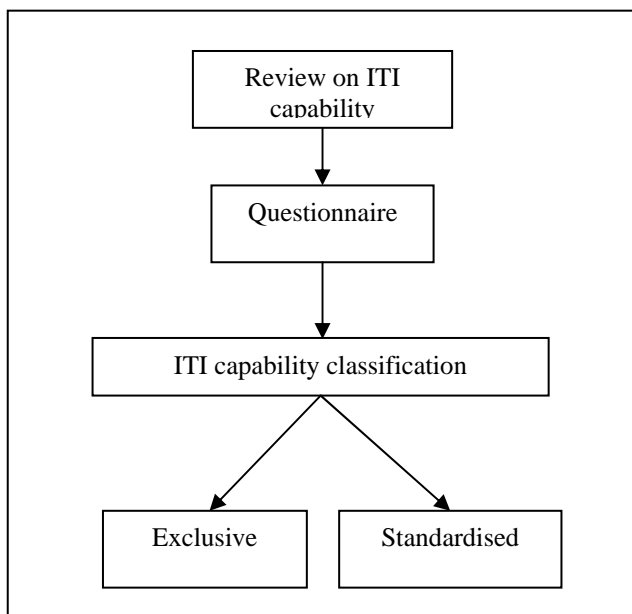 Review on ITI
capability
Questionnaire
ITI capability classification
Exclusive
Standardised